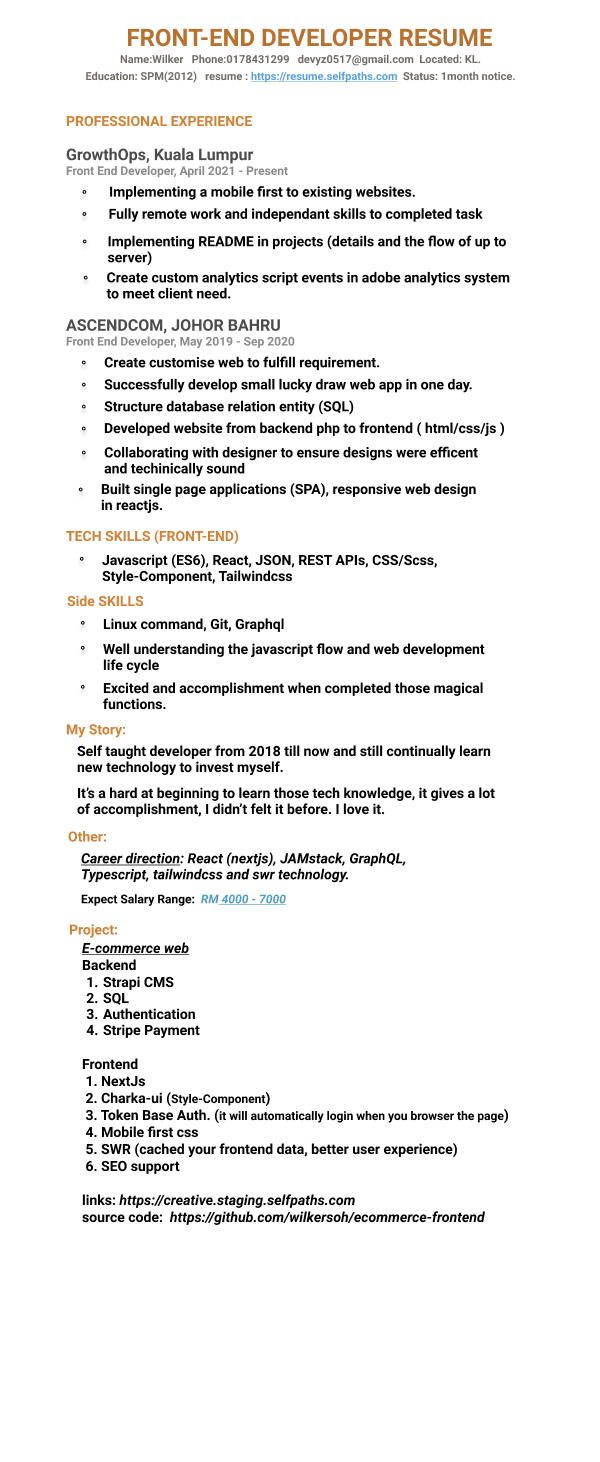 FRONT-END DEVELOPER RESUME
Name:Wilker Phone:0178431299 devyz0517@gmail.com Located: KL.
Education: SPM(2012) resume : https://resume.selfpaths.com Status: 1month notice.
PROFESSIONAL EXPERIENCE
GrowthOps, Kuala Lumpur
Front End Developer, April 2021 - Present
Implementing a mobile first to existing websites.
Fully remote work and independant skills to completed task
Implementing README in projects (details and the flow of up to
server)
Create custom analytics script events in adobe analytics system
to meet client need.
ASCENDCOM, JOHOR BAHRU
Front End Developer, May 2019 - Sep 2020
Create customise web to fulfill requirement.
Successfully develop small lucky draw web app in one day.
Structure database relation entity (SQL)
Developed website from backend php to frontend ( html/css/js )
Collaborating with designer to ensure designs were efficent
and techinically sound
Built single page applications (SPA), responsive web design
in reactjs.
TECH SKILLS (FRONT-END)
Javascript (ES6), React, JSON, REST APIs, CSS/Scss,
Style-Component, Tailwindcss
Side SKILLS
Linux command, Git, Graphql
Well understanding the javascript flow and web development
life cycle
Excited and accomplishment when completed those magical
functions.
My Story:
Self taught developer from 2018 till now and still continually learn
new technology to invest myself.
It's a hard at beginning to learn those tech knowledge, it gives a lot
of accomplishment, I didn't felt it before. I love it.
Other:
Career direction: React (nextjs), JAMstack, GraphQL,
Typescript, tailwindcss and swr technology.
Expect Salary Range: RM 4000 - 7000
Project:
E-commerce web
Backend
1. Strapi CMS
2. SQL
3. Authentication
4. Stripe Payment
Frontend
1. NextJs
2. Charka-ui (Style-Component)
3. Token Base Auth. (it will automatically login when you browser the page)
4. Mobile first css
5. SWR (cached your frontend data, better user experience)
6. SEO support
links: https://creative.staging.selfpaths.com
source code: https://github.com/wilkersoh/ecommerce-frontend